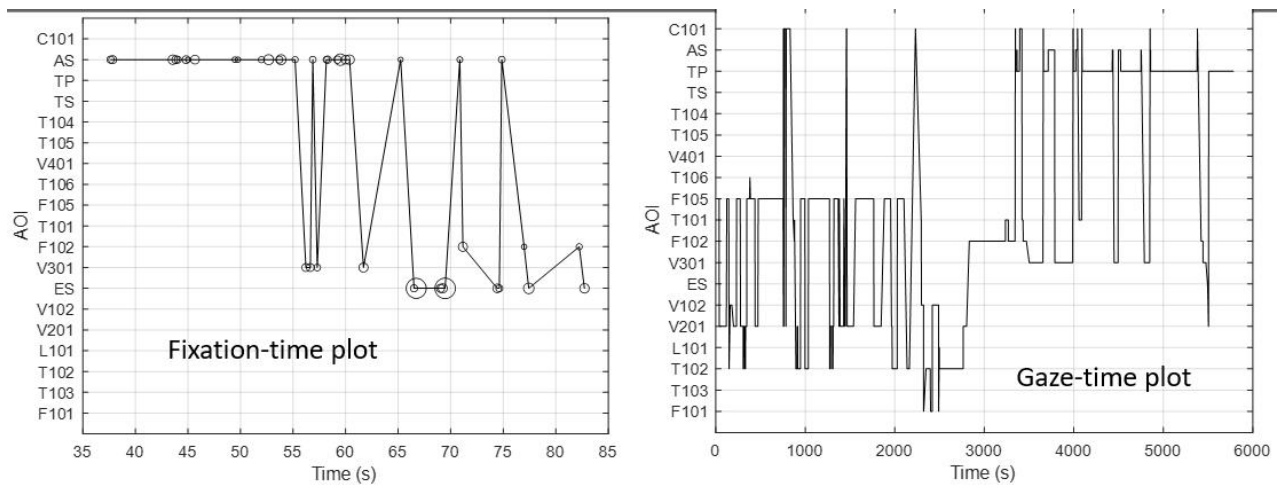 C101
AS
TP
TS
T104
T105
V401
T106
F105
T101
F102
V301
ES
V102
V201
L101
T102
T103
F101
AOI
Fixation-time plot
35 40 45 50 55 60 65 70 75 80 85
Time (s)
C101
AS
TP
TS
T104
T105
V401
T106
F105
T101
F102
V301
ES
V102
V201
L101
T102
T103
F101
AOI
Gaze-time plot
0 1000 2000 3000 4000 5000 6000
Time (s)